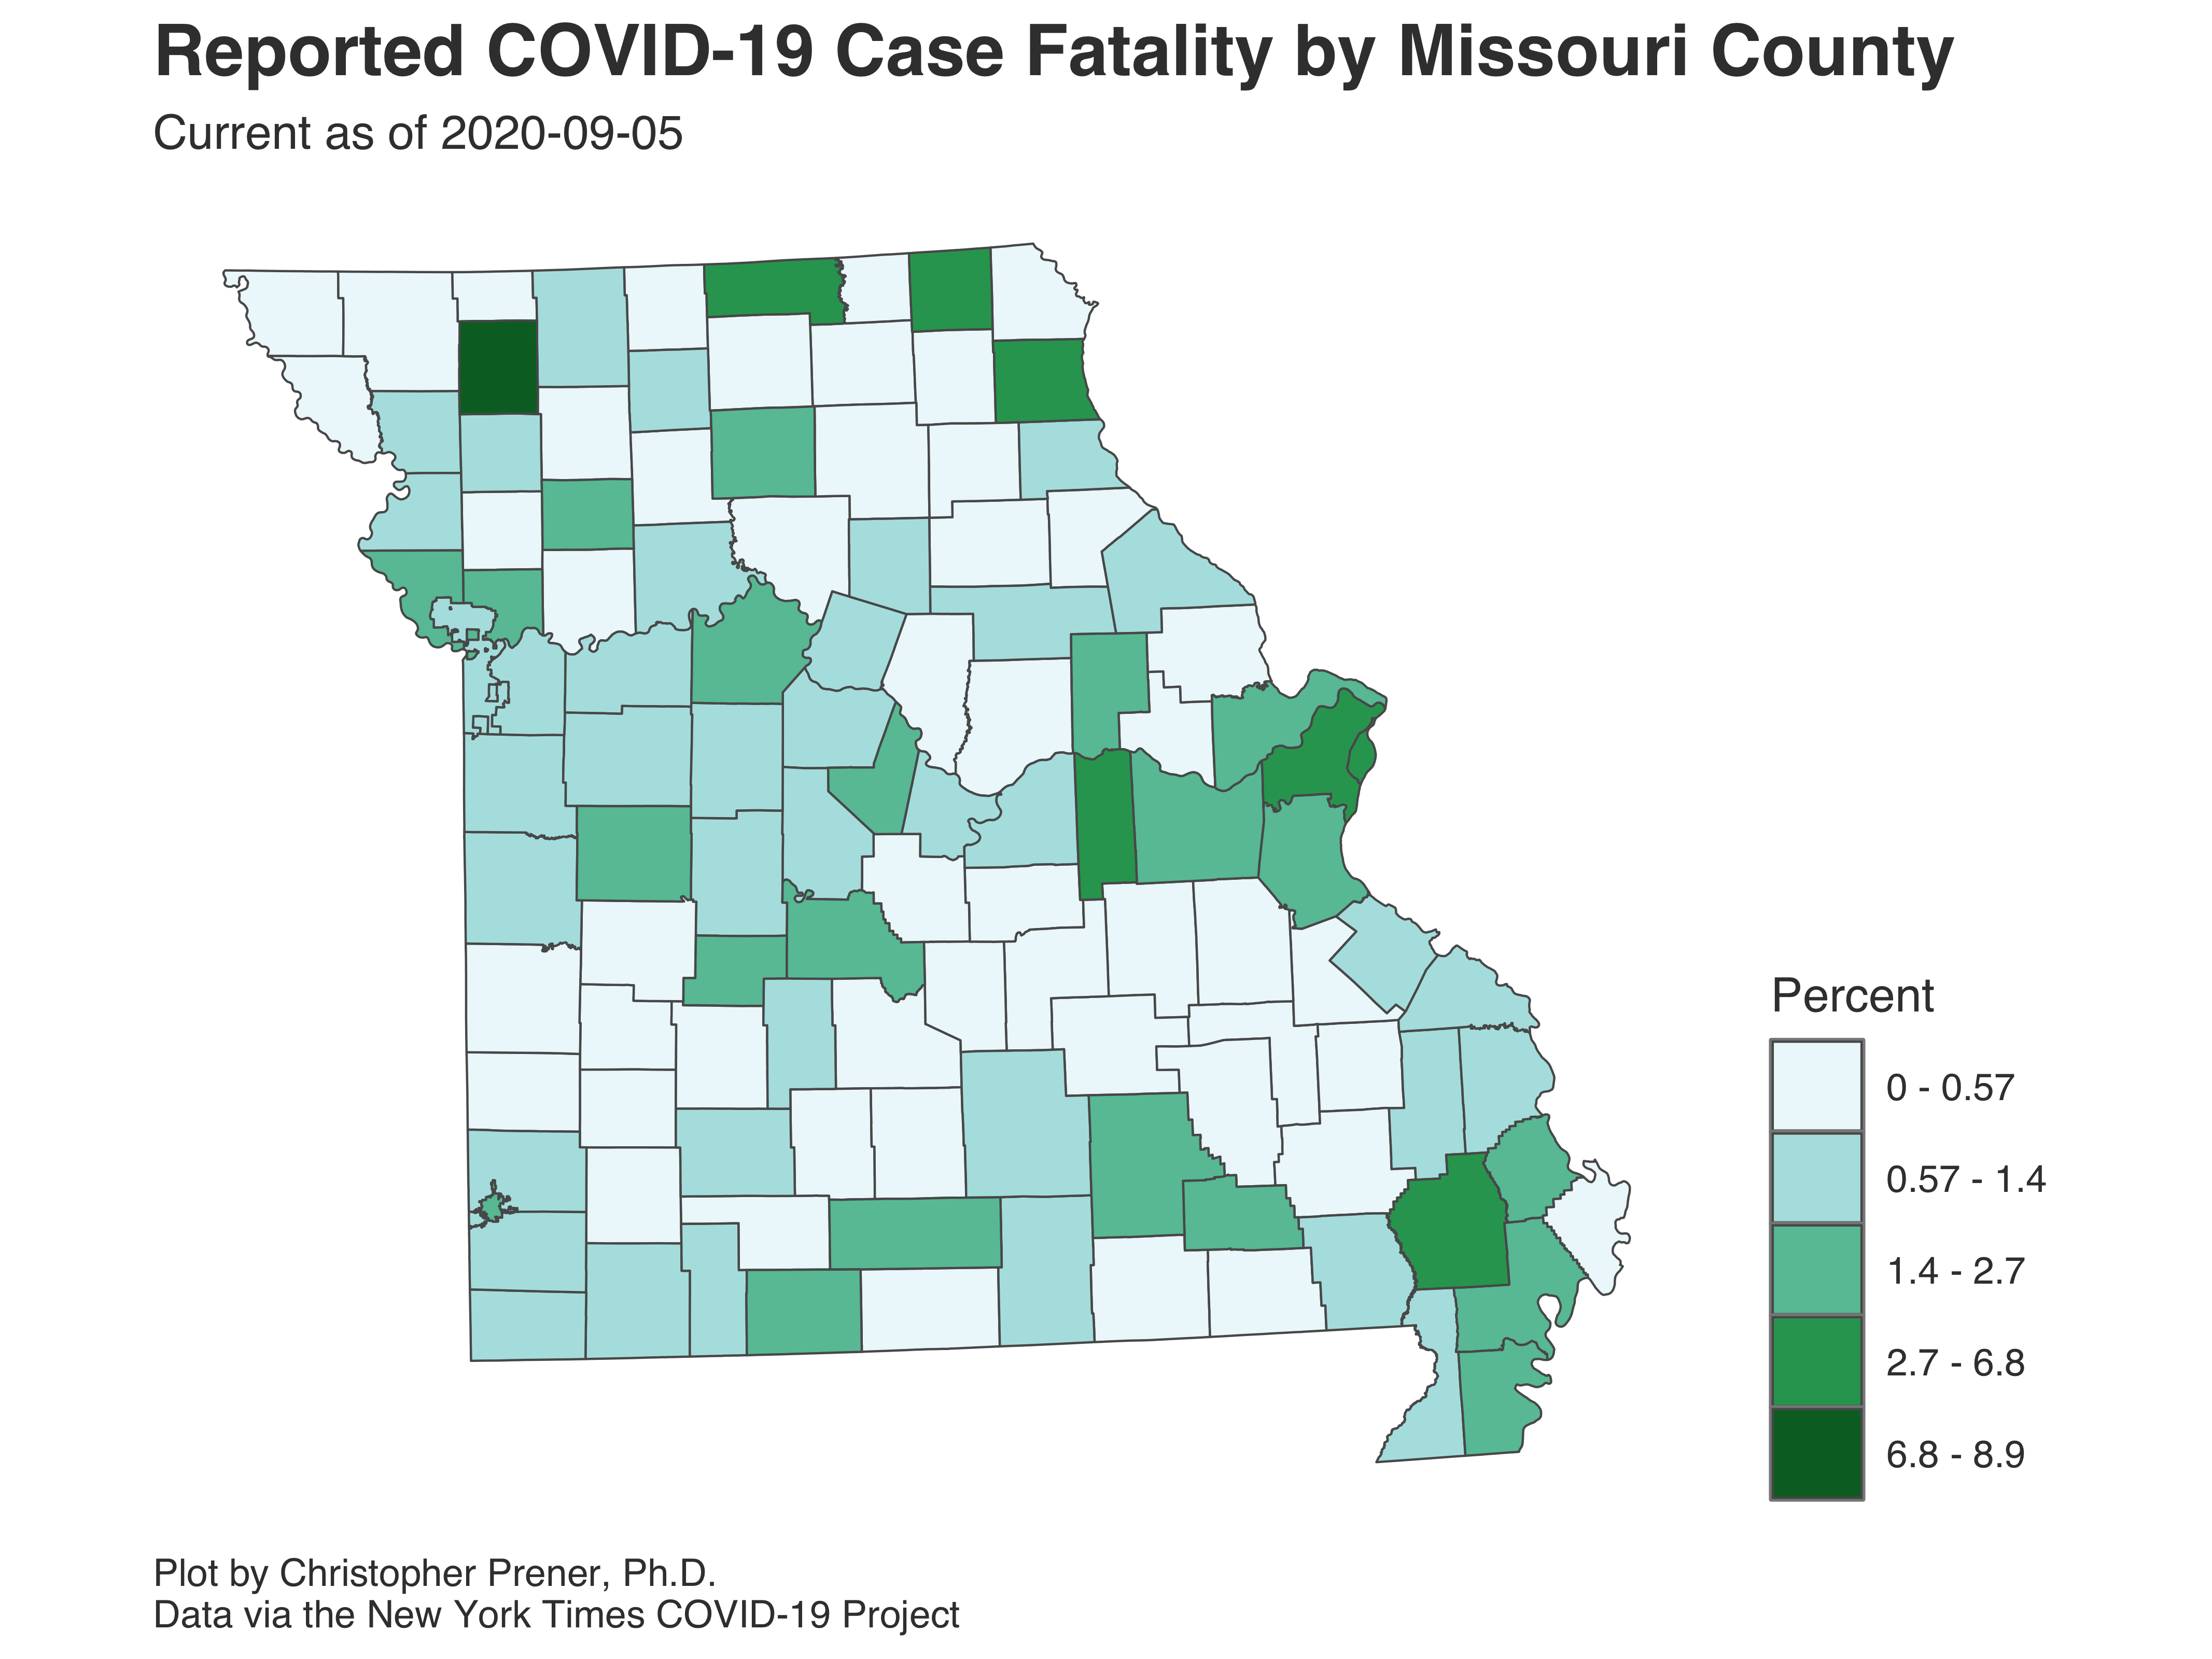 Reported COVID-19 Case Fatality by Missouri County
Current as of 2020-09-05
Percent
0 - 0.57
0.57 - 1.4
1.4 - 2.7
2.7 - 6.8
6.8 - 8.9
Plot by Christopher Prener, Ph.D.
Data via the New York Times COVID-19 Project